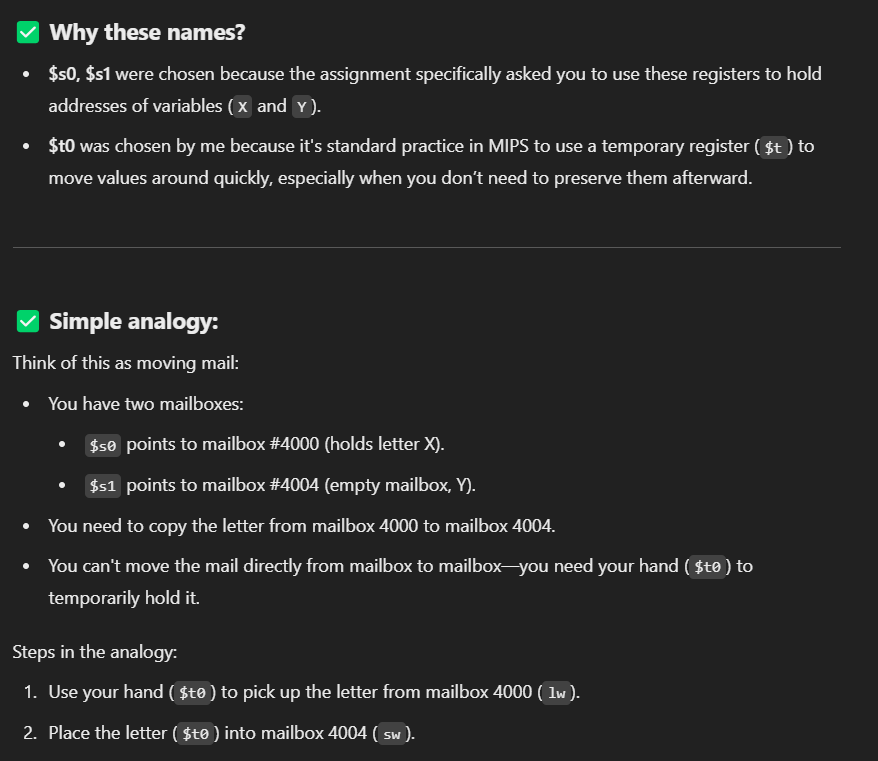 ✅ Why these names?
• $s0, $s1 were chosen because the assignment specifically asked you to use these registers to hold
addresses of variables ( X and Y ).
• $t0 was chosen by me because it's standard practice in MIPS to use a temporary register ( $t ) to
move values around quickly, especially when you don’t need to preserve them afterward.
✅ Simple analogy:
Think of this as moving mail:
• You have two mailboxes:
• $s0 points to mailbox #4000 (holds letter X).
• $s1 points to mailbox #4004 (empty mailbox, Y).
• You need to copy the letter from mailbox 4000 to mailbox 4004.
• You can't move the mail directly from mailbox to mailbox—you need your hand ( $t0 ) to
temporarily hold it.
Steps in the analogy:
1. Use your hand ( $t0 ) to pick up the letter from mailbox 4000 ( lw ).
2. Place the letter ( $t0 ) into mailbox 4004 ( sw ).